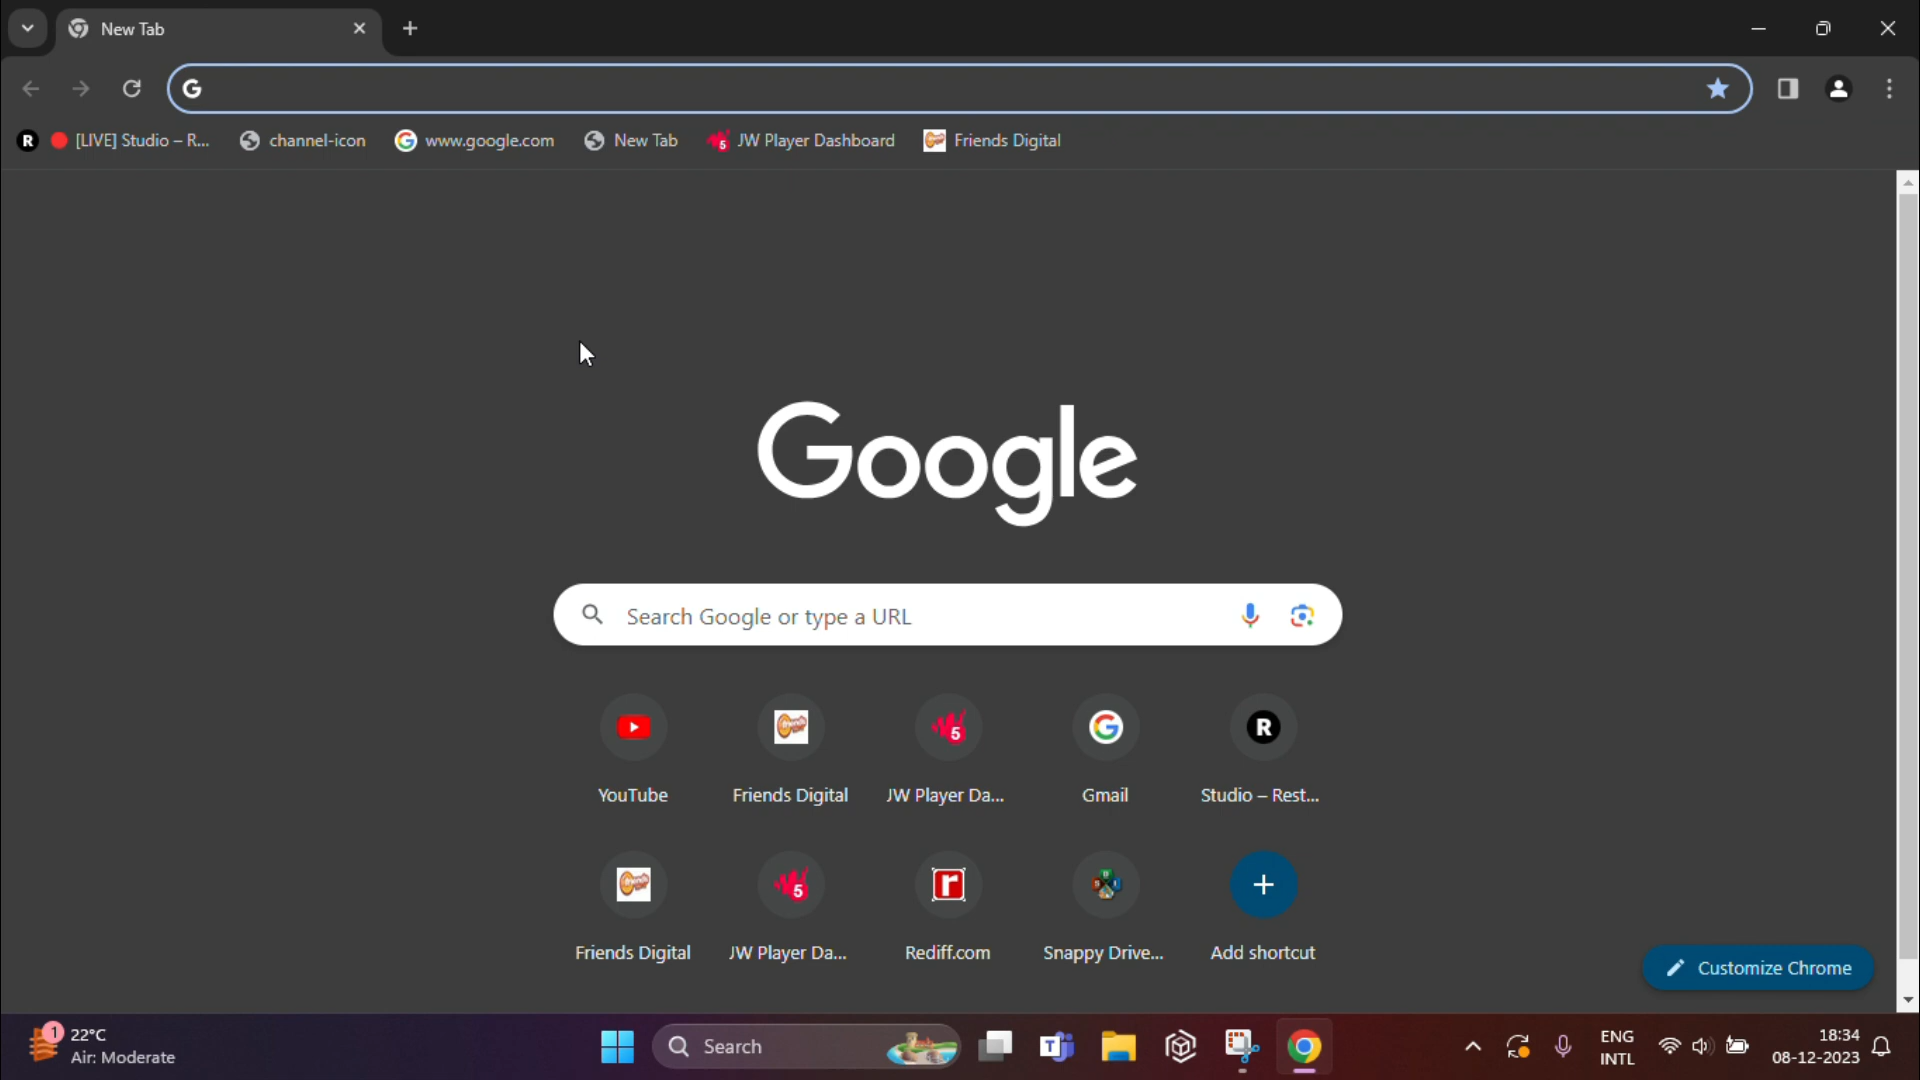 New Tab
[LIVE] Studio – R...
channel-icon
www.google.com
New Tab
JW Player Dashboard
Friends Digital
Google
Search Google or type a URL
YouTube
Friends Digital
JW Player Da...
Gmail
Studio – Rest...
Friends Digital
JW Player Da...
Rediff.com
Snappy Drive...
Add shortcut
Customize Chrome
1
22°C
Air: Moderate
Search
ENG
INTL
18:34
08-12-2023